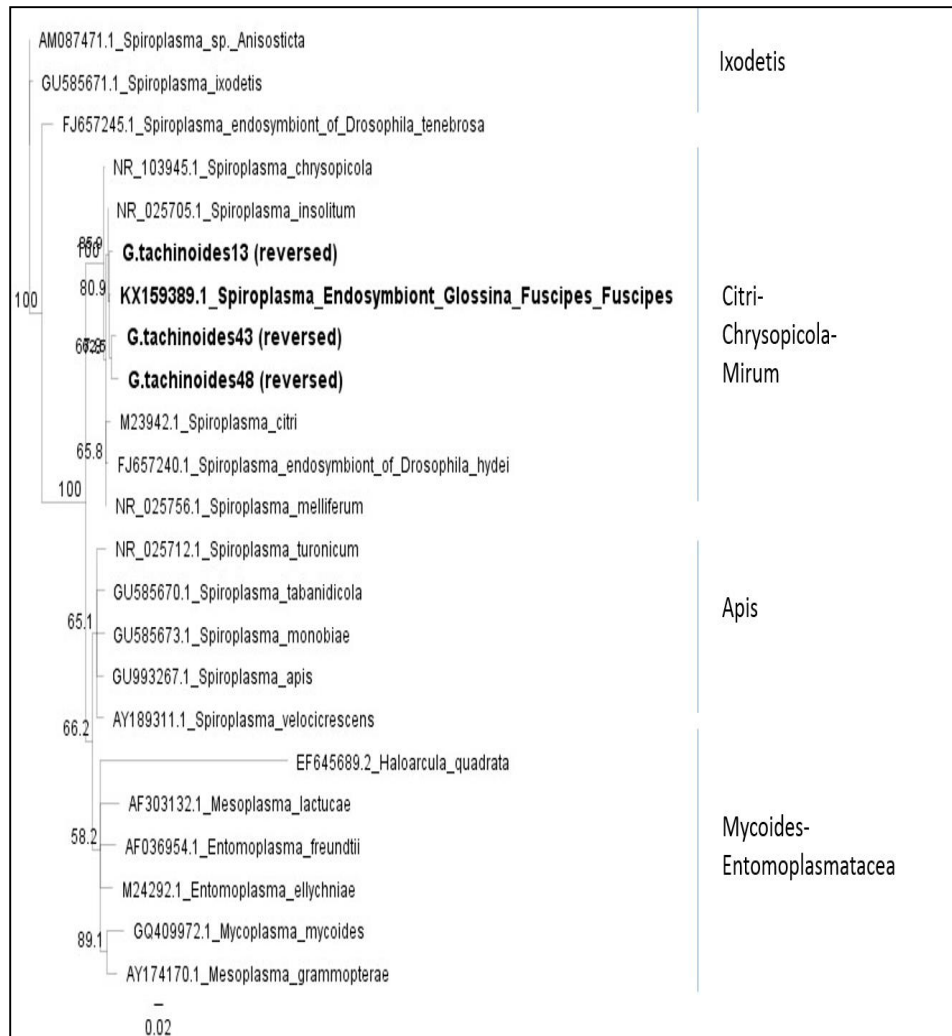 AM087471.1_Spiroplasma_sp._Anisosticta
GU585671.1_Spiroplasma_ixodetis
Ixodetis
FJ657245.1_Spiroplasma_endosymbiont_of_Drosophila_tenebrosa
NR_103945.1_Spiroplasma_chrysopicola
NR_025705.1_Spiroplasma_insolitum
100
G.tachinoides13 (reversed)
80.9
KX159389.1_Spiroplasma_Endosymbiont_Glossina_Fuscipes_Fuscipes
100
G.tachinoides43 (reversed)
G.tachinoides48 (reversed)
Citri-
Chrysopicola-
Mirum
M23942.1_Spiroplasma_citri
65.8
FJ657240.1_Spiroplasma_endosymbiont_of_Drosophila_hydei
100
NR_025756.1_Spiroplasma_melliferum
NR_025712.1_Spiroplasma_turonicum
GU585670.1_Spiroplasma_tabanidicola
65.1
GU585673.1_Spiroplasma_monobiae
GU993267.1_Spiroplasma_apis
AY189311.1_Spiroplasma_velocicrescens
Apis
66.2
EF645689.2_Haloarcula_quadrata
AF303132.1_Mesoplasma_lactucae
58.2
AF036954.1_Entomoplasma_freundtii
M24292.1_Entomoplasma_ellychniae
89.1
GQ409972.1_Mycoplasma_mycoides
AY174170.1_Mesoplasma_grammopterae
Mycoides-
Entomoplasmatacea
0.02